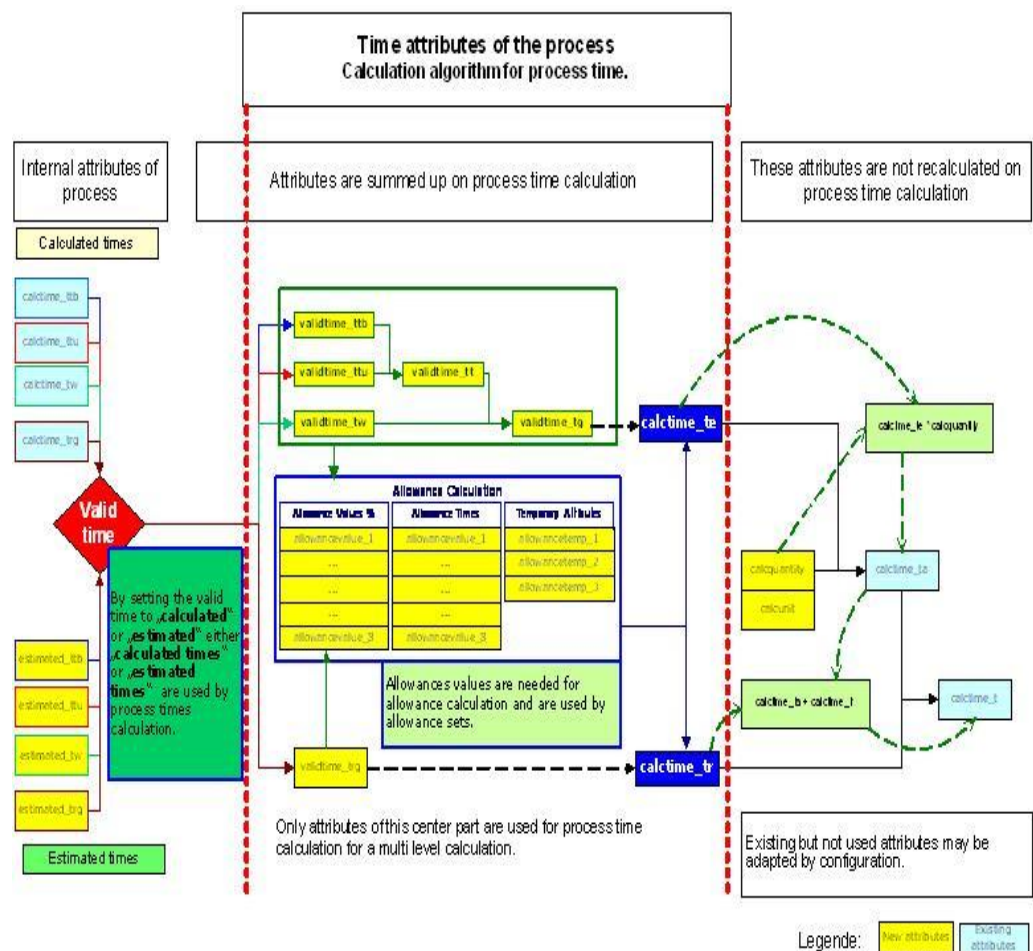 Time attributes of the process
Calculation algorithm for process time.
Internal attributes of
process
Attributes are summed up on process time calculation
These attributes are not recalculated on
process time calculation
Calculated times
calctime_ttb
calctime_ttu
calctime_tw
calctime_trg
Valid
time
By setting the valid
time to „calculated“
or „estimated“ either
„calculated times“
or „estimated
times“ are used by
process times
calculation.
estimated_ttb
estimated_ttu
estimated_tw
estimated_trg
Estimated times
validtime_ttb
validtime_ttu
validtime_tt
validtime_tw
validtime_tg
Allowance Calculation
Allowance Values %
Allowance Times
Temporary Attributes
allowancevalue_1
allowancevalue_1
allowancetemp_1
...
...
allowancetemp_2
...
...
allowancetemp_3
...
...
allowancevalue_3
allowancevalue_3
Allowances values are needed for
allowance calculation and are used by
allowance sets.
validtime_trg
Only attributes of this center part are used for process time
calculation for a multi level calculation.
calctime_te
calctime_tr
calctime_te * calcquantity
calcquantity
calcunit
calctime_ta
calctime_ta + calctime_t
calctime_t
Existing but not used attributes may be
adapted by configuration.
Legende:
New attributes
Existing
attributes